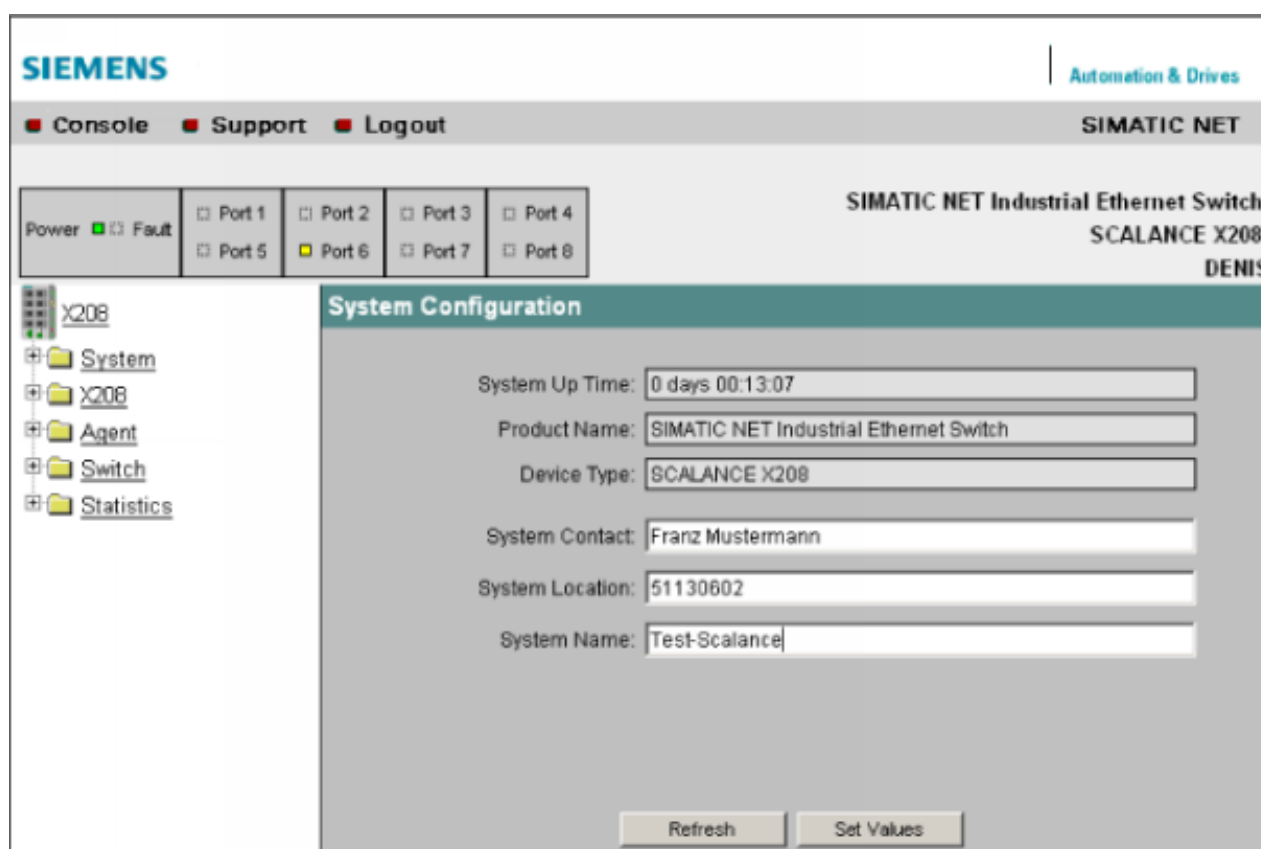 SIEMENS
Automation & Drives
Console Support Logout SIMATIC NET
Power Fault Port 1 Port 2 Port 3 Port 4
Port 5 Port 6 Port 7 Port 8
SIMATIC NET Industrial Ethernet Switch
SCALANCE X208
DENIS
X208
System
X208
Agent
Switch
Statistics
System Configuration
System Up Time: 0 days 00:13:07
Product Name: SIMATIC NET Industrial Ethernet Switch
Device Type: SCALANCE X208
System Contact: Franz Mustermann
System Location: 51130602
System Name: Test-Scalance
Refresh Set Values